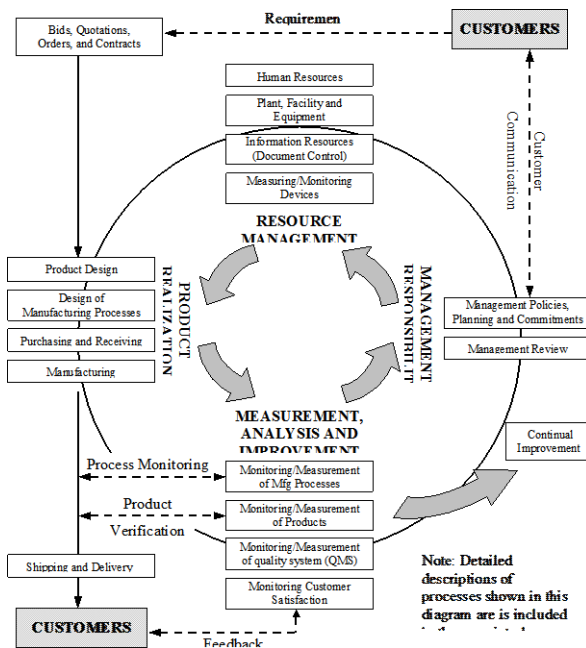 Requiremen
Bids, Quotations,
Orders, and Contracts
CUSTOMERS
Human Resources
Plant, Facility and
Equipment
Information Resources
(Document Control)
Measuring/Monitoring
Devices
Customer
Communication
RESOURCE
MANAGEMENT
Product Design
Design of
Manufacturing Processes
Purchasing and Receiving
Manufacturing
PRODUCT
REALIZATION
MANAGEMENT
RESPONSIBILIT
Management Policies,
Planning and Commitments
Management Review
MEASUREMENT,
ANALYSIS AND
IMPROVEMENT
Continual
Improvement
Process Monitoring
Monitoring/Measurement
of Mfg Processes
Product
Verification
Monitoring/Measurement
of Products
Monitoring/Measurement
of quality system (QMS)
Shipping and Delivery
Monitoring Customer
Satisfaction
CUSTOMERS
Feedback
Note: Detailed
descriptions of
processes shown in this
diagram are is included